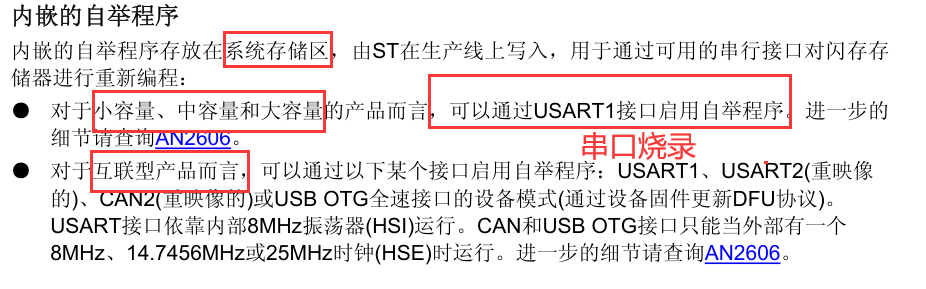 内嵌的自举程序
内嵌的自举程序存放在系统存储区，由ST在生产线上写入，用于通过可用的串行接口对闪存存
储器进行重新编程：
● 对于小容量、中容量和大容量的产品而言，可以通过USART1接口启用自举程序。进一步的
细节请查询AN2606。
串口烧录
● 对于互联型产品而言，可以通过以下某个接口启用自举程序：USART1、USART2(重映像
的)、CAN2(重映像的)或USB OTG全速接口的设备模式(通过设备固件更新DFU协议)。
USART接口依靠内部8MHz振荡器(HSI)运行。CAN和USB OTG接口只能当外部有一个
8MHz、14.7456MHz或25MHz时钟(HSE)时运行。进一步的细节请查询AN2606。